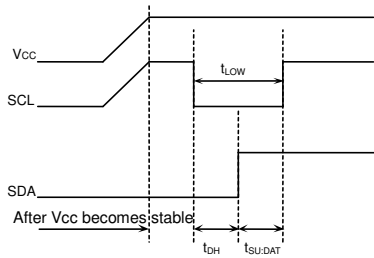 VCC
tLOW
SCL
SDA
After Vcc becomes stable
tDH
tSU:DAT